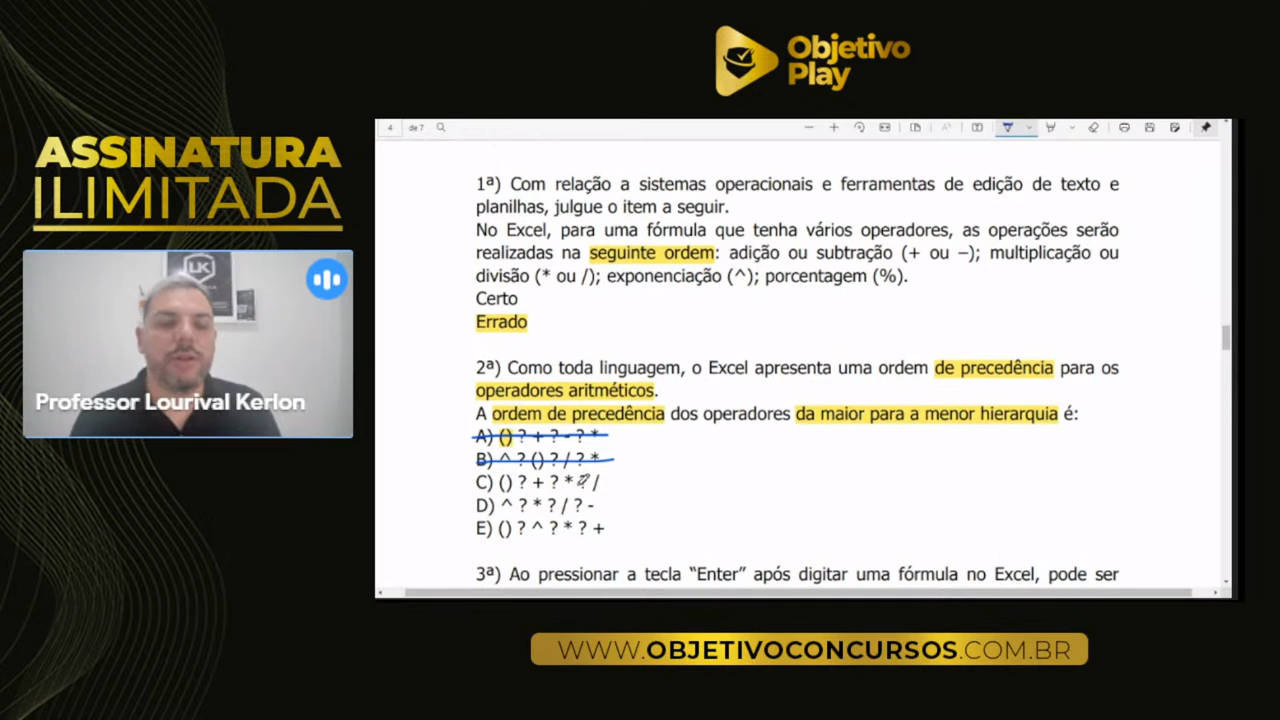 Objetivo
Play
ASSINATURA
ILIMITADA
LK
Professor Lourival Kerlon
4 de 7
1ª) Com relação a sistemas operacionais e ferramentas de edição de texto e
planilhas, julgue o item a seguir.
No Excel, para uma fórmula que tenha vários operadores, as operações serão
realizadas na seguinte ordem: adição ou subtração (+ ou –); multiplicação ou
divisão (* ou /); exponenciação (^); porcentagem (%).
Certo
Errado
2ª) Como toda linguagem, o Excel apresenta uma ordem de precedência para os
operadores aritméticos.
A ordem de precedência dos operadores da maior para a menor hierarquia é:
A) () ? + ? - ? *
B) ^ ? () ? / ? *
C) () ? + ? * ? /
D) ^ ? * ? / ? -
E) () ? ^ ? * ? +
3ª) Ao pressionar a tecla “Enter” após digitar uma fórmula no Excel, pode ser
WWW.OBJETIVOCONCURSOS.COM.BR